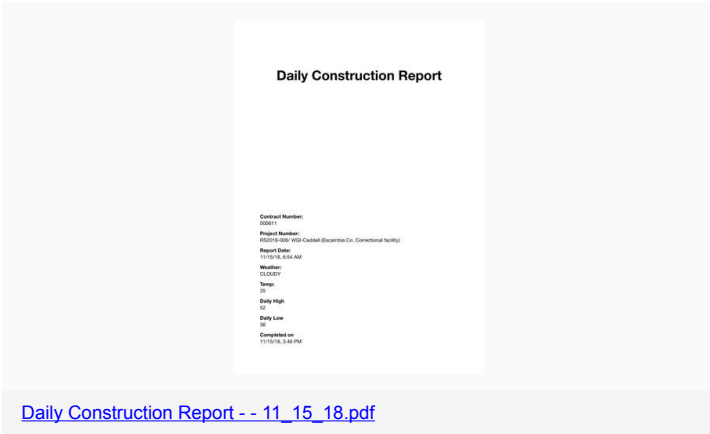 Daily Construction Report
Contract Number:
000611
Project Number:
RS2018-006/ WGI-Caddell (Escambia Co. Correctional facility)
Report Date:
11/15/18, 6:54 AM
Weather:
CLOUDY
Temp:
35
Daily High
52
Daily Low
36
Completed on
11/15/18, 3:46 PM
Daily Construction Report - - 11_15_18.pdf